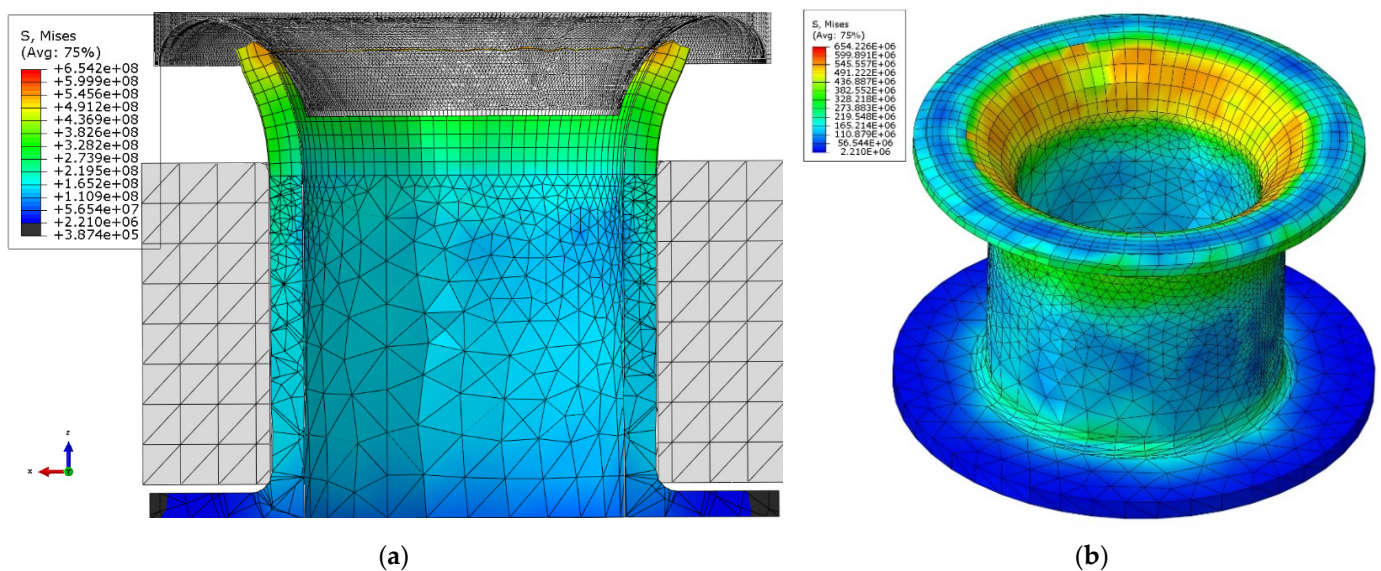 S, Mises
(Avg: 75%)
+6.542e+08
+5.999e+08
+5.456e+08
+4.912e+08
+4.369e+08
+3.826e+08
+3.282e+08
+2.739e+08
+2.195e+08
+1.652e+08
+1.109e+08
+5.654e+07
+2.210e+06
+3.874e+05
z
x
Y
(a)
S, Mises
(Avg: 75%)
654.226E+06
599.891E+06
545.557E+06
491.222E+06
436.887E+06
382.552E+06
328.218E+06
273.883E+06
219.548E+06
165.214E+06
110.879E+06
56.544E+06
2.210E+06
(b)